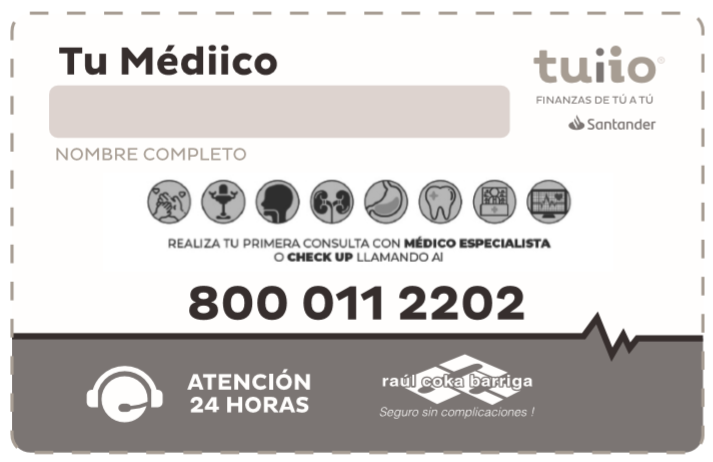 Tu Médiico
tuiio®
FINANZAS DE TÚ A TÚ
Santander
NOMBRE COMPLETO
REALIZA TU PRIMERA CONSULTA CON MÉDICO ESPECIALISTA
O CHECK UP LLAMANDO Al
800 011 2202
ATENCIÓN
24 HORAS
raúl coka barriga
Seguro sin complicaciones !